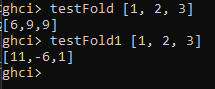 ghci> testFold [1, 2, 3]
[6,9,9]
ghci> testFold1 [1, 2, 3]
[11,-6,1]
ghci>